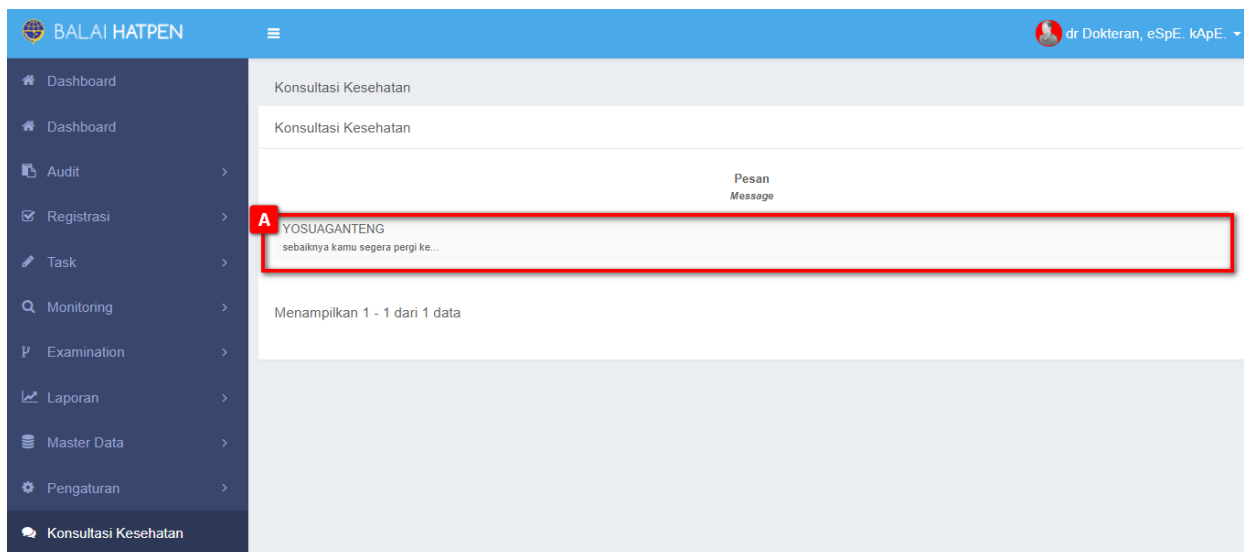 BALAI HATPEN
dr Dokteran, eSpE. kApE.
Dashboard
Dashboard
Audit
Registrasi
Task
Monitoring
Examination
Laporan
Master Data
Pengaturan
Konsultasi Kesehatan
Konsultasi Kesehatan
Konsultasi Kesehatan
Pesan
Message
A
YOSUAGANTENG
sebaiknya kamu segera pergi ke...
Menampilkan 1 - 1 dari 1 data